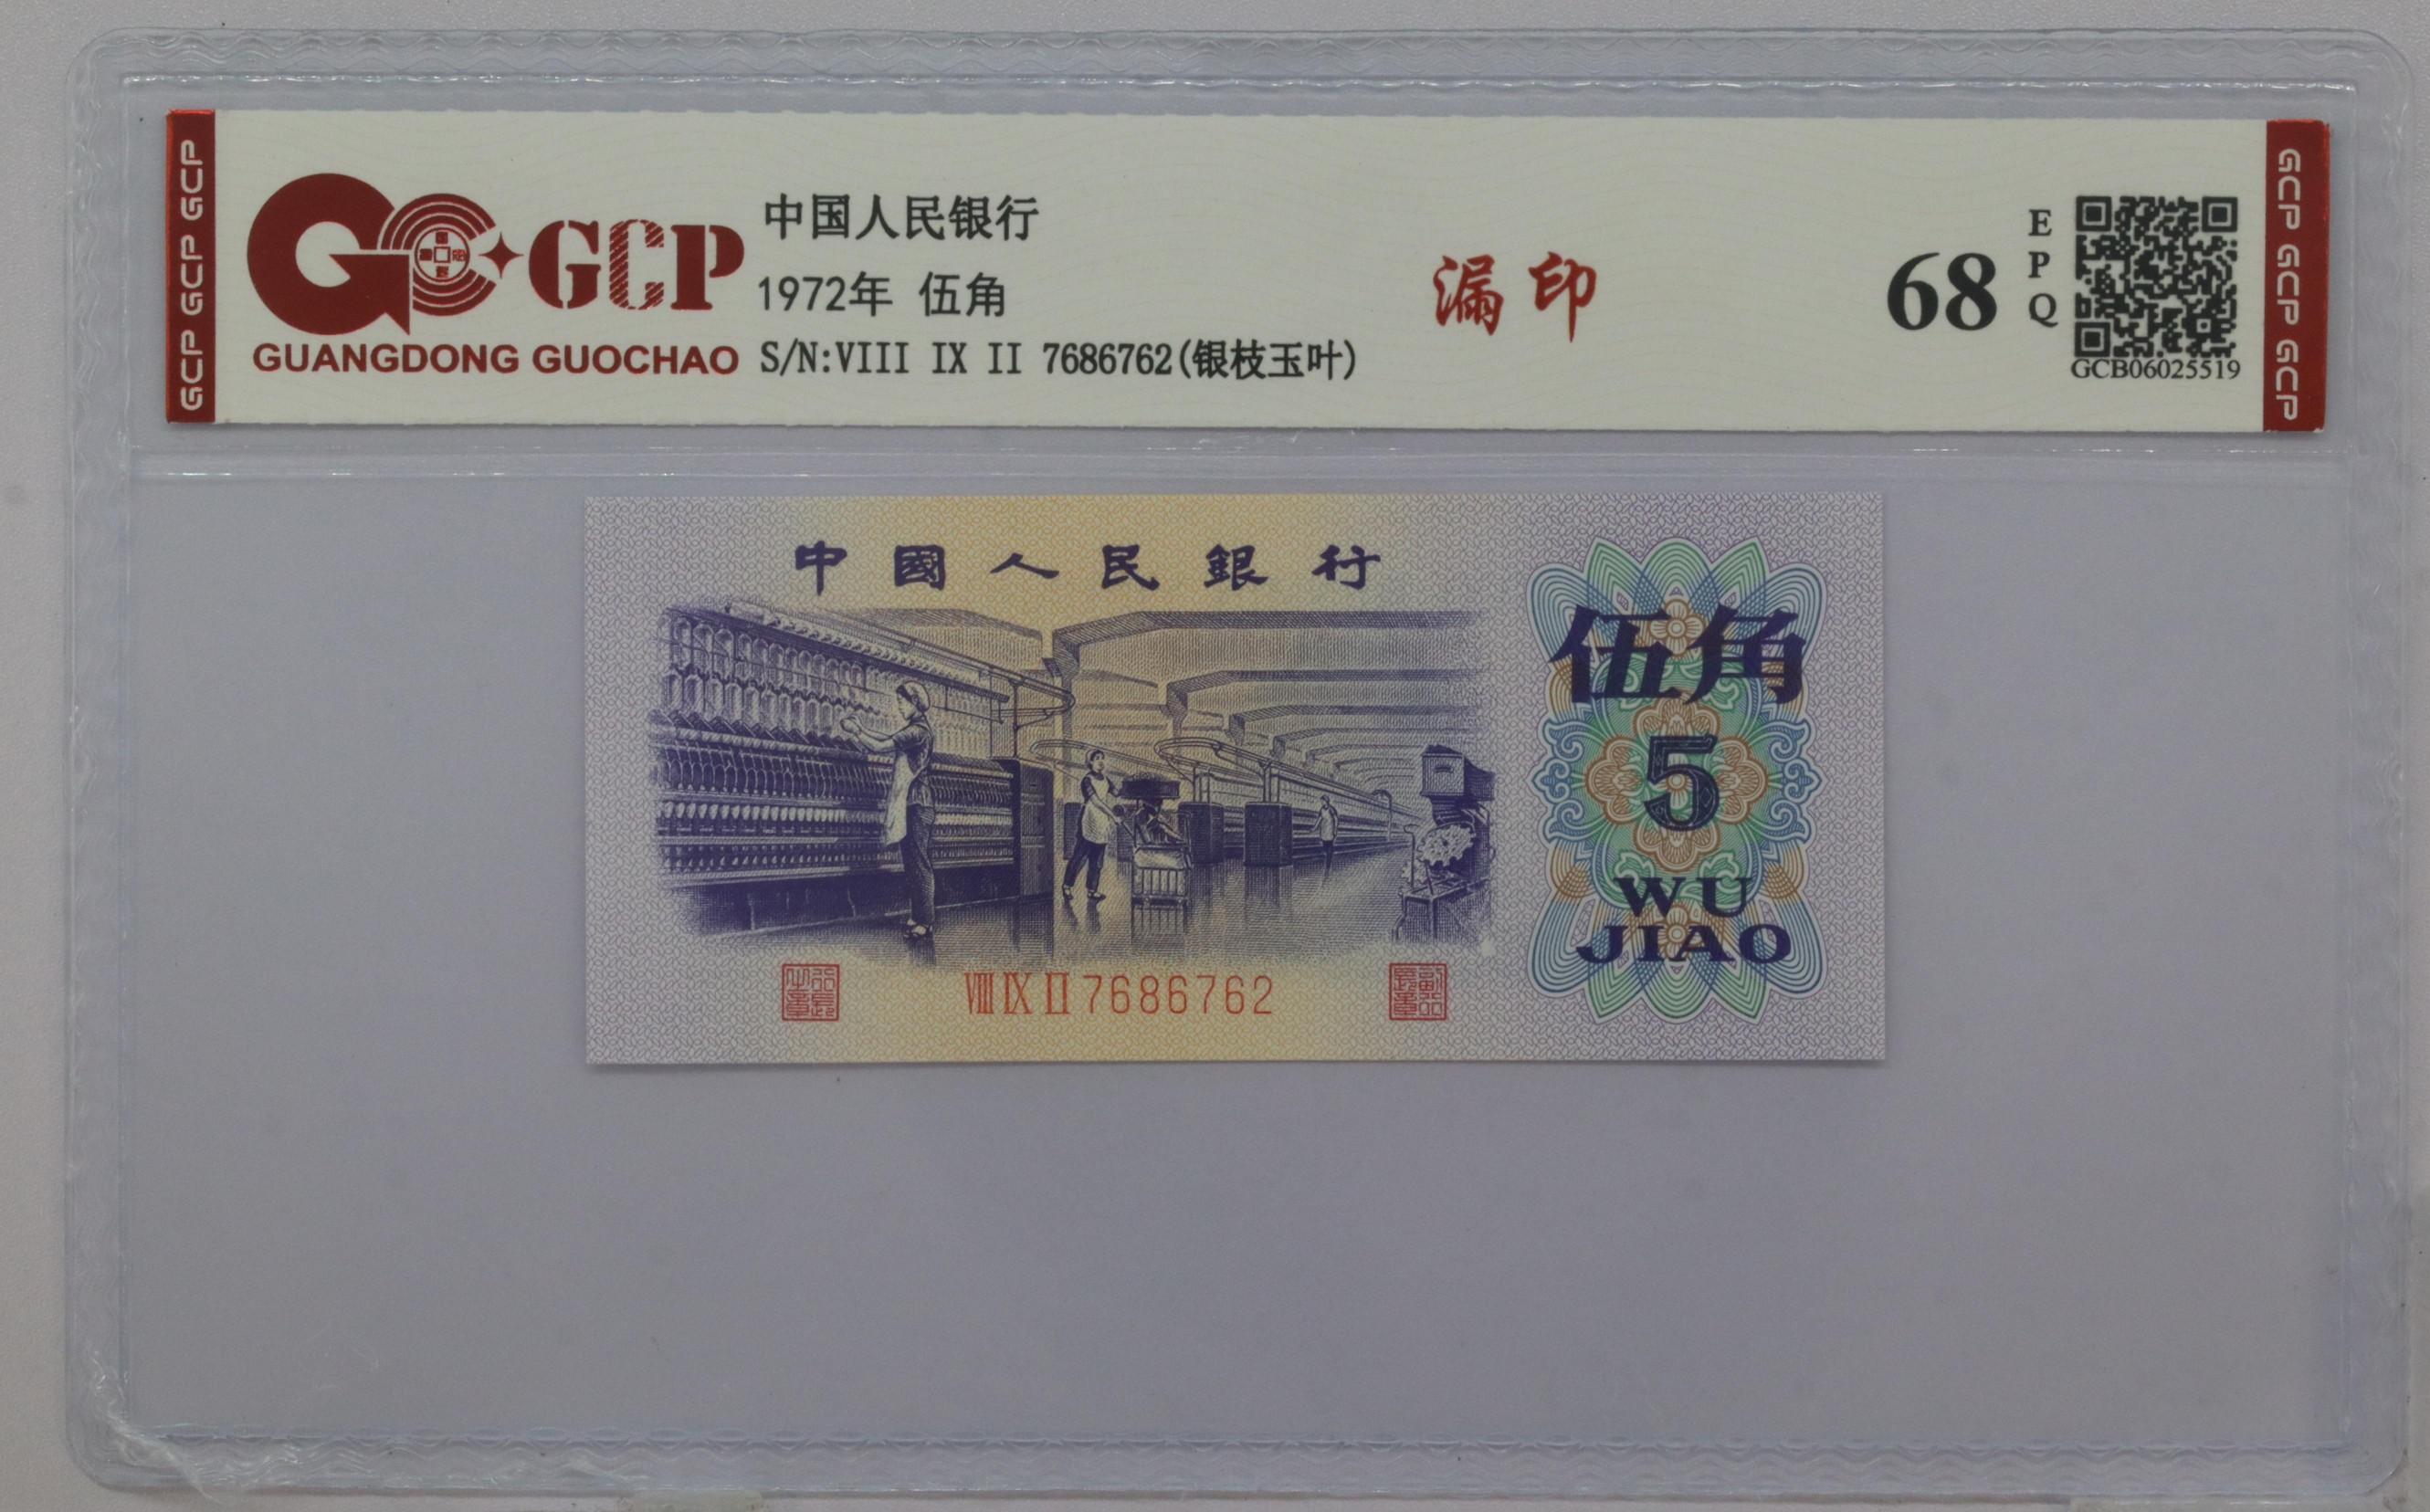 GCP GCP GCP
GCP
GUANGDONG GUOCHAO
中国人民银行
1972年 伍角
S/N:VIII IX II 7686762(银枝玉叶)
漏印
68
EPQ
GCB06025519
GCP GCP GCP
中國人民銀行
伍角
5
WU
JIAO
VIII IX II 7686762